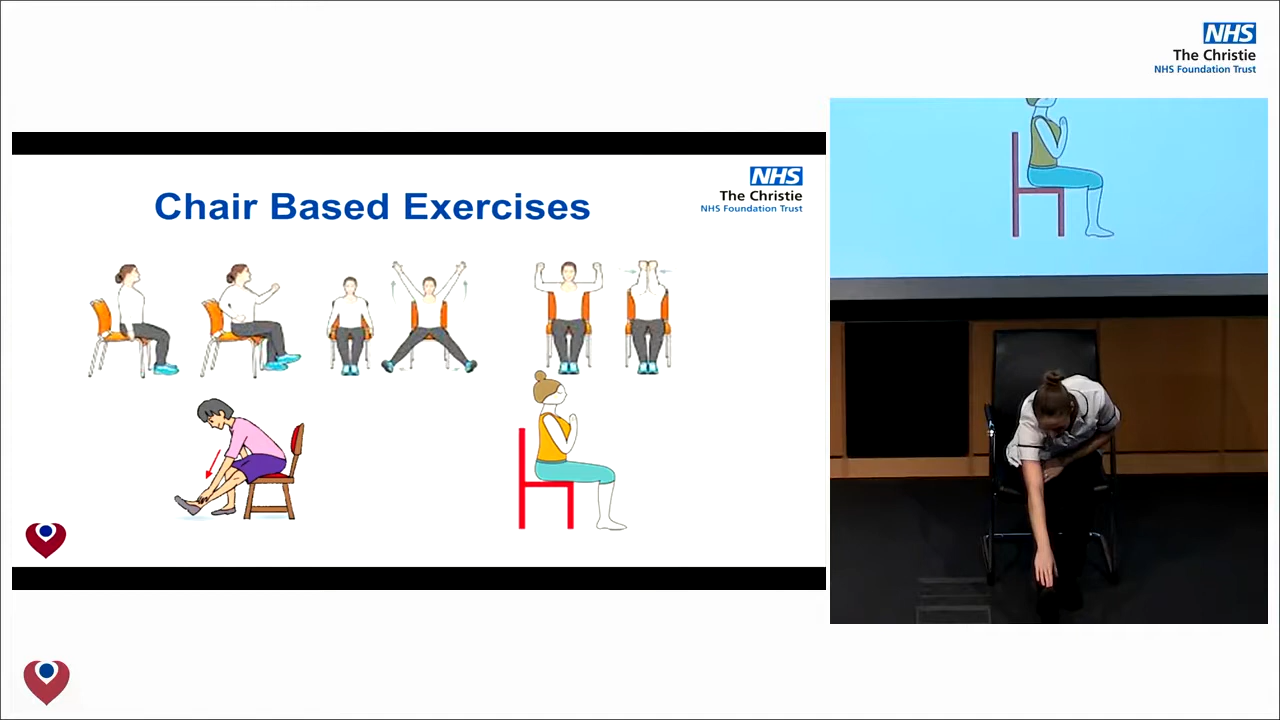 NHS
The Christie
NHS Foundation Trust
NHS
The Christie
NHS Foundation Trust
Chair Based Exercises